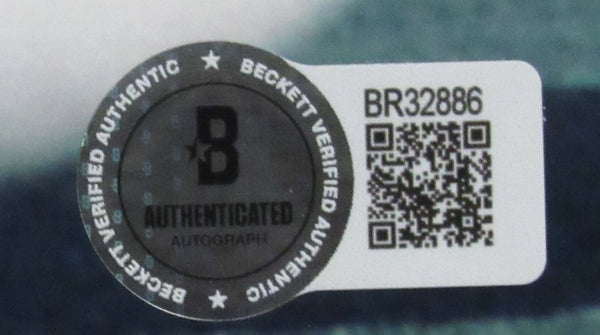 BECKETT VERIFIED AUTHENTIC ★ BECKETT VERIFIED AUTHENTIC ★
B
AUTHENTICATED
AUTOGRAPH
BR32886